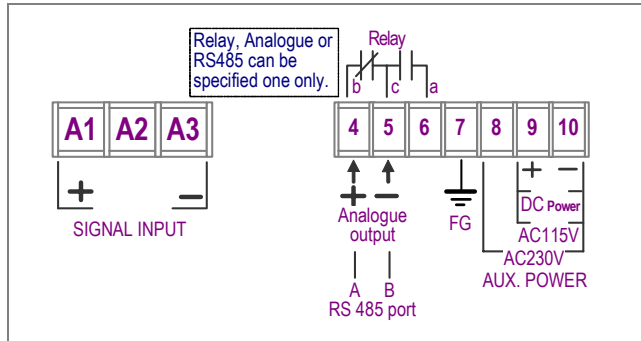 Relay, Analogue or
RS485 can be
specified one only.
Relay
b c a
A1 A2 A3
4 5 6 7 8 9 10
+ −
SIGNAL INPUT
+ −
Analogue
output
A B
RS 485 port
FG
+ −
DC Power
AC115V
AC230V
AUX. POWER